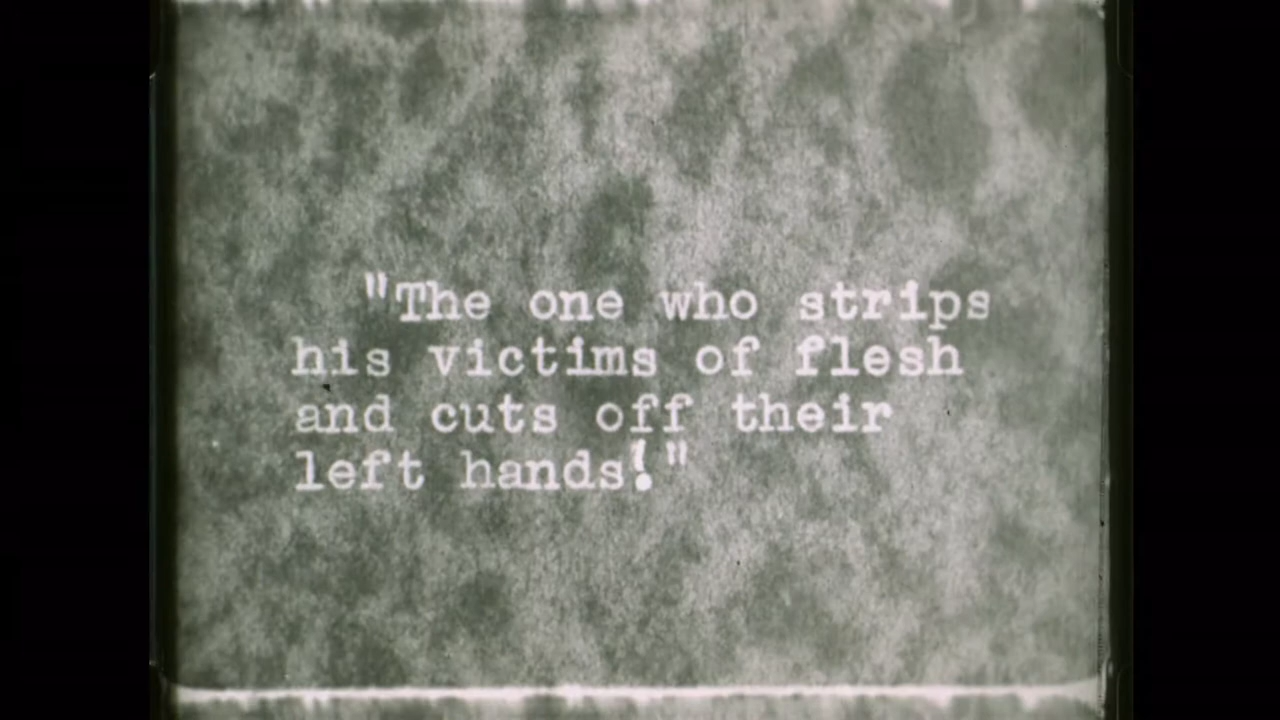 "The one who strips
his victims of flesh
and cuts off their
left hands!"